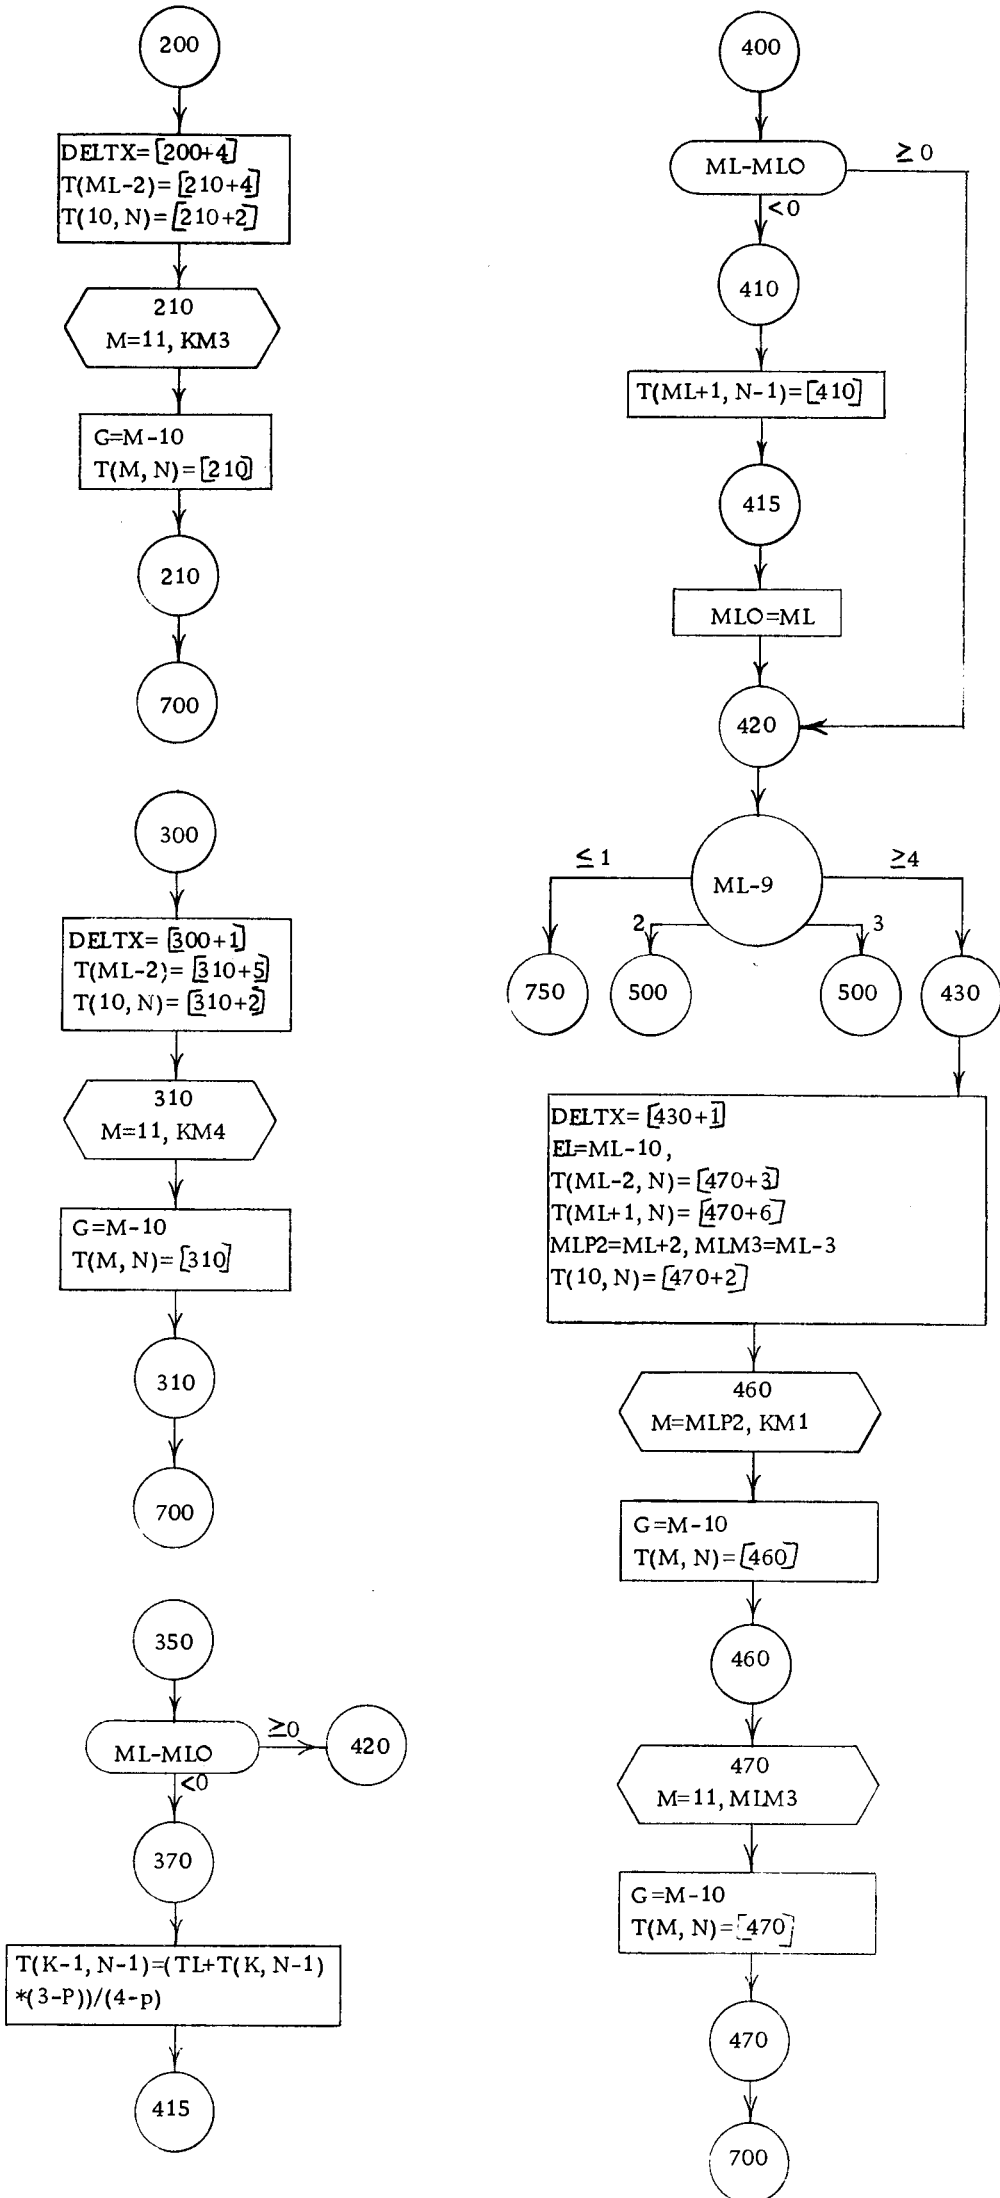 200
DELTX=[200+4]
T(ML-2)=[210+4]
T(10, N)=[210+2]
210
M=11, KM3
G=M-10
T(M, N)=[210]
210
700
300
DELTX=[300+1]
T(ML-2)=[310+5]
T(10, N)=[310+2]
310
M=11, KM4
G=M-10
T(M, N)=[310]
310
700
350
ML-MLO
≥0
420
<0
370
T(K-1, N-1)=(TL+T(K, N-1)
*(3-P))/(4-p)
415
400
ML-MLO
≥ 0
<0
410
T(ML+1, N-1)=[410]
415
MLO=ML
420
≤ 1
ML-9
≥4
2
3
750
500
500
430
DELTX=[430+1]
EL=ML-10,
T(ML-2, N)=[470+3]
T(ML+1, N)=[470+6]
MLP2=ML+2, MLM3=ML-3
T(10, N)=[470+2]
460
M=MLP2, KM1
G=M-10
T(M, N)=[460]
460
470
M=11, MLM3
G=M-10
T(M, N)=[470]
470
700